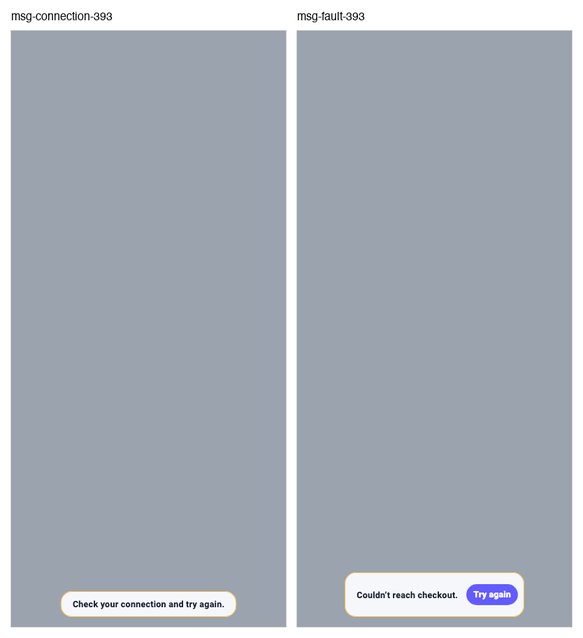 msg-connection-393
msg-fault-393
Check your connection and try again.
Couldn't reach checkout. Try again